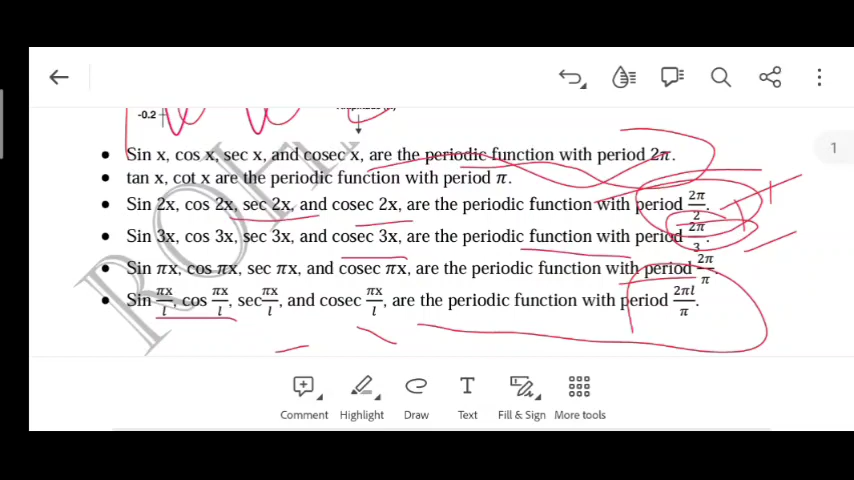 -0.2
1
• Sin x, cos x, sec x, and cosec x, are the periodic function with period 2π.
• tan x, cot x are the periodic function with period π.
• Sin 2x, cos 2x, sec 2x, and cosec 2x, are the periodic function with period 2π/2.
• Sin 3x, cos 3x, sec 3x, and cosec 3x, are the periodic function with period 2π/3.
• Sin πx, cos πx, sec πx, and cosec πx, are the periodic function with period 2π/π.
• Sin πx/l, cos πx/l, sec πx/l, and cosec πx/l, are the periodic function with period 2πl/π.
Comment Highlight Draw Text Fill & Sign More tools